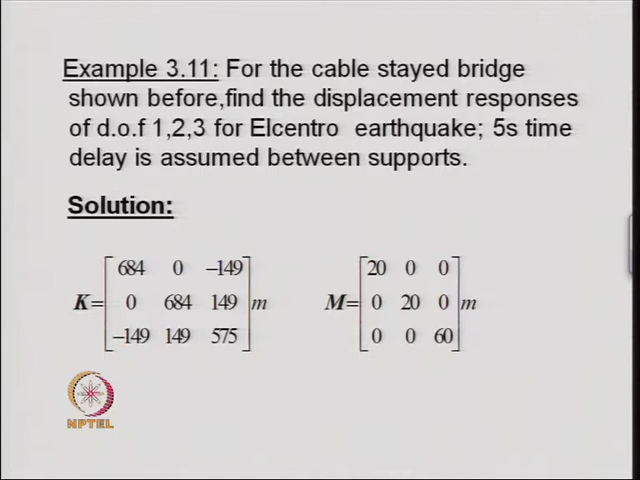 Example 3.11: For the cable stayed bridge
shown before,find the displacement responses
of d.o.f 1,2,3 for Elcentro earthquake; 5s time
delay is assumed between supports.
Solution:
K= [684 0 -149
0 684 149
-149 149 575] m
M= [20 0 0
0 20 0
0 0 60] m
NPTEL